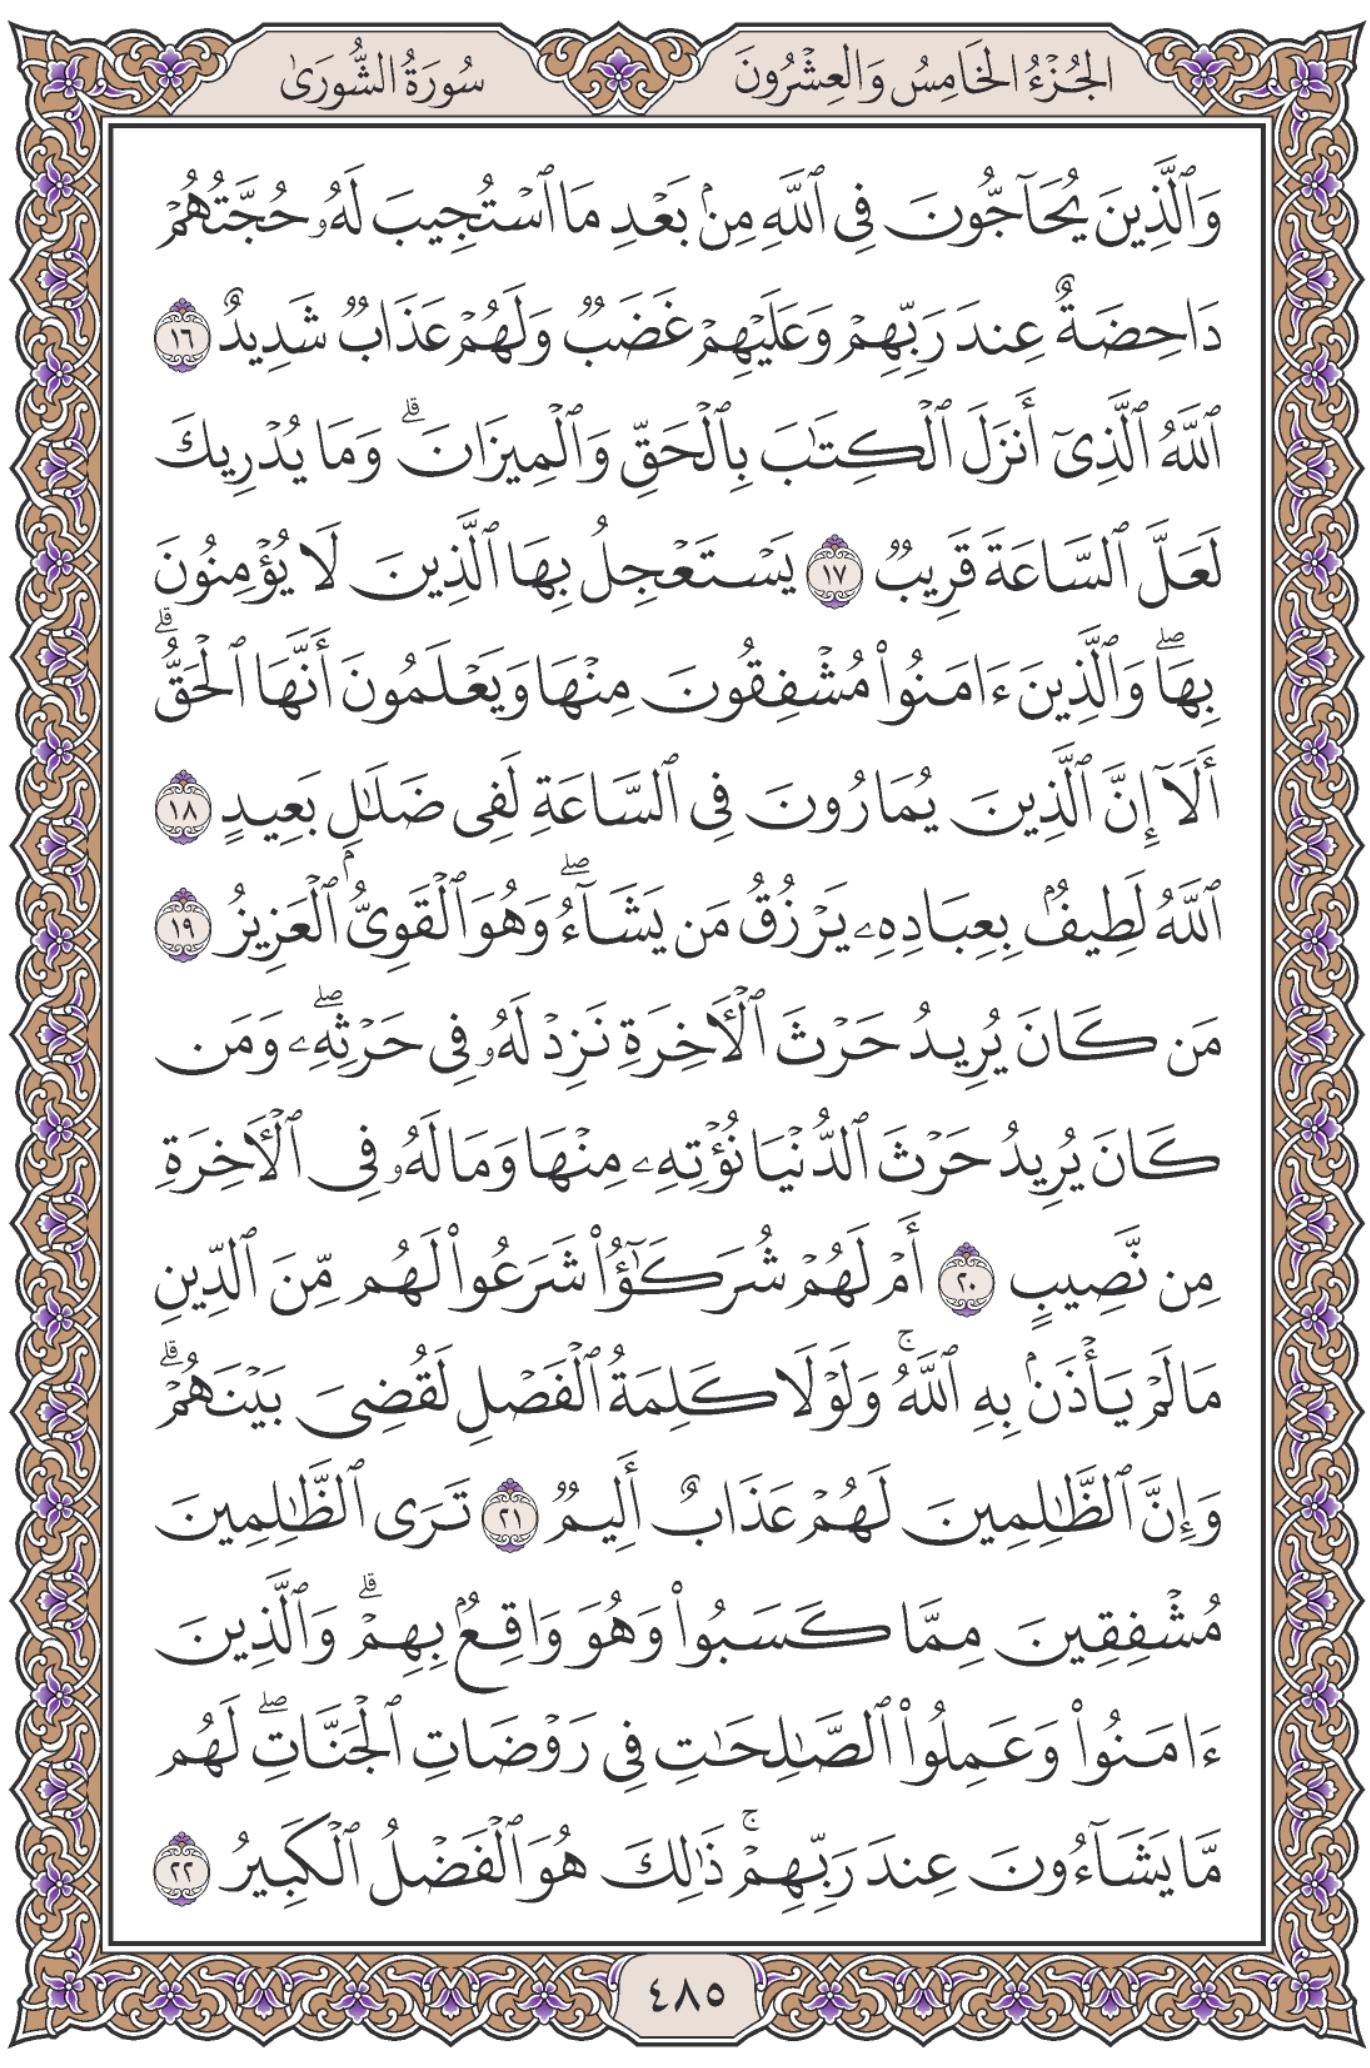 الجُزْءُ الخَامِسُ وَالعِشْرُونَ
سُورَةُ الشُّورَىٰ
وَٱلَّذِينَ يُحَآجُّونَ فِى ٱللَّهِ مِنۢ بَعْدِ مَا ٱسْتُجِيبَ لَهُۥ حُجَّتُهُمْ
دَاحِضَةٌ عِندَ رَبِّهِمْ وَعَلَيْهِمْ غَضَبٌ وَلَهُمْ عَذَابٌ شَدِيدٌ ١٦
ٱللَّهُ ٱلَّذِىٓ أَنزَلَ ٱلْكِتَـٰبَ بِٱلْحَقِّ وَٱلْمِيزَانَ ۗ وَمَا يُدْرِيكَ
لَعَلَّ ٱلسَّاعَةَ قَرِيبٌ ١٧ يَسْتَعْجِلُ بِهَا ٱلَّذِينَ لَا يُؤْمِنُونَ
بِهَا ۖ وَٱلَّذِينَ ءَامَنُوا۟ مُشْفِقُونَ مِنْهَا وَيَعْلَمُونَ أَنَّهَا ٱلْحَقُّ ۗ
أَلَآ إِنَّ ٱلَّذِينَ يُمَارُونَ فِى ٱلسَّاعَةِ لَفِى ضَلَـٰلٍۭ بَعِيدٍ ١٨
ٱللَّهُ لَطِيفٌۢ بِعِبَادِهِۦ يَرْزُقُ مَن يَشَآءُ ۖ وَهُوَ ٱلْقَوِىُّ ٱلْعَزِيزُ ١٩
مَن كَانَ يُرِيدُ حَرْثَ ٱلْـَٔاخِرَةِ نَزِدْ لَهُۥ فِى حَرْثِهِۦ ۖ وَمَن
كَانَ يُرِيدُ حَرْثَ ٱلدُّنْيَا نُؤْتِهِۦ مِنْهَا وَمَا لَهُۥ فِى ٱلْـَٔاخِرَةِ
مِن نَّصِيبٍ ٢٠ أَمْ لَهُمْ شُرَكَـٰٓؤُا۟ شَرَعُوا۟ لَهُم مِّنَ ٱلدِّينِ
مَا لَمْ يَأْذَنۢ بِهِ ٱللَّهُ ۚ وَلَوْلَا كَلِمَةُ ٱلْفَصْلِ لَقُضِىَ بَيْنَهُمْ ۗ
وَإِنَّ ٱلظَّـٰلِمِينَ لَهُمْ عَذَابٌ أَلِيمٌ ٢١ تَرَى ٱلظَّـٰلِمِينَ
مُشْفِقِينَ مِمَّا كَسَبُوا۟ وَهُوَ وَاقِعٌۢ بِهِمْ ۗ وَٱلَّذِينَ
ءَامَنُوا۟ وَعَمِلُوا۟ ٱلصَّـٰلِحَـٰتِ فِى رَوْضَاتِ ٱلْجَنَّاتِ ۖ لَهُم
مَّا يَشَآءُونَ عِندَ رَبِّهِمْ ۚ ذَٰلِكَ هُوَ ٱلْفَضْلُ ٱلْكَبِيرُ ٢٢
٤٨٥